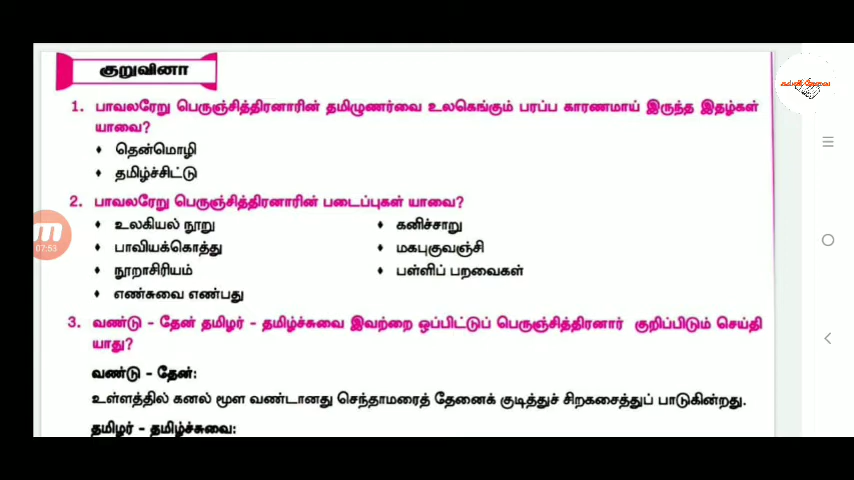 குறுவினா
1. பாவலரேறு பெருஞ்சித்திரனாரின் தமிழுணர்வை உலகெங்கும் பரப்ப காரணமாய் இருந்த இதழ்கள்
யாவை?
♦ தென்மொழி
♦ தமிழ்ச்சிட்டு
2. பாவலரேறு பெருஞ்சித்திரனாரின் படைப்புகள் யாவை?
♦ உலகியல் நூறு ♦ கனிச்சாறு
♦ பாவியக்கொத்து ♦ மகபுகுவஞ்சி
♦ நூறாசிரியம் ♦ பள்ளிப் பறவைகள்
♦ எண்சுவை எண்பது
3. வண்டு – தேன் தமிழர் – தமிழ்ச்சுவை இவற்றை ஒப்பிட்டுப் பெருஞ்சித்திரனார் குறிப்பிடும் செய்தி
யாது?
வண்டு – தேன்:
உள்ளத்தில் கனல் மூள வண்டானது செந்தாமரைத் தேனைக் குடித்துச் சிறகசைத்துப் பாடுகின்றது.
தமிழர் – தமிழ்ச்சுவை:
07:53